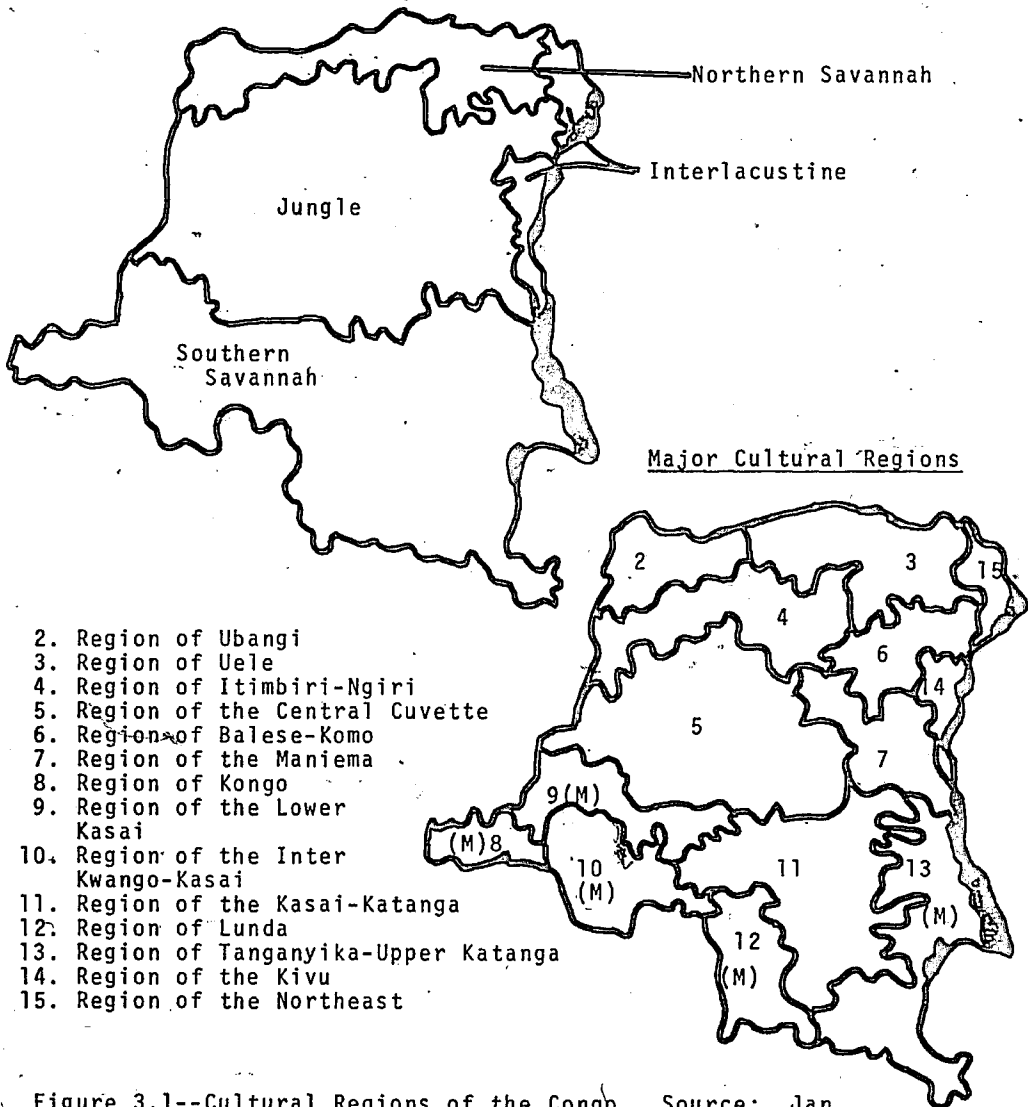 Northern Savannah
Interlacustine
Jungle
Southern
Savannah
Major Cultural Regions
2
3
15
4
6
14
5
7
9(M)
(M)8
10
(M)
11
13
(M)
12
(M)
2. Region of Ubangi
3. Region of Uele
4. Region of Itimbiri-Ngiri
5. Region of the Central Cuvette
6. Region of Balese-Komo
7. Region of the Maniema
8. Region of Kongo
9. Region of the Lower
Kasai
10. Region of the Inter
Kwango-Kasai
11. Region of the Kasai-Katanga
12. Region of Lunda
13. Region of Tanganyika-Upper Katanga
14. Region of the Kivu
15. Region of the Northeast
Figure 3.1--Cultural Regions of the Congo Source: Jan